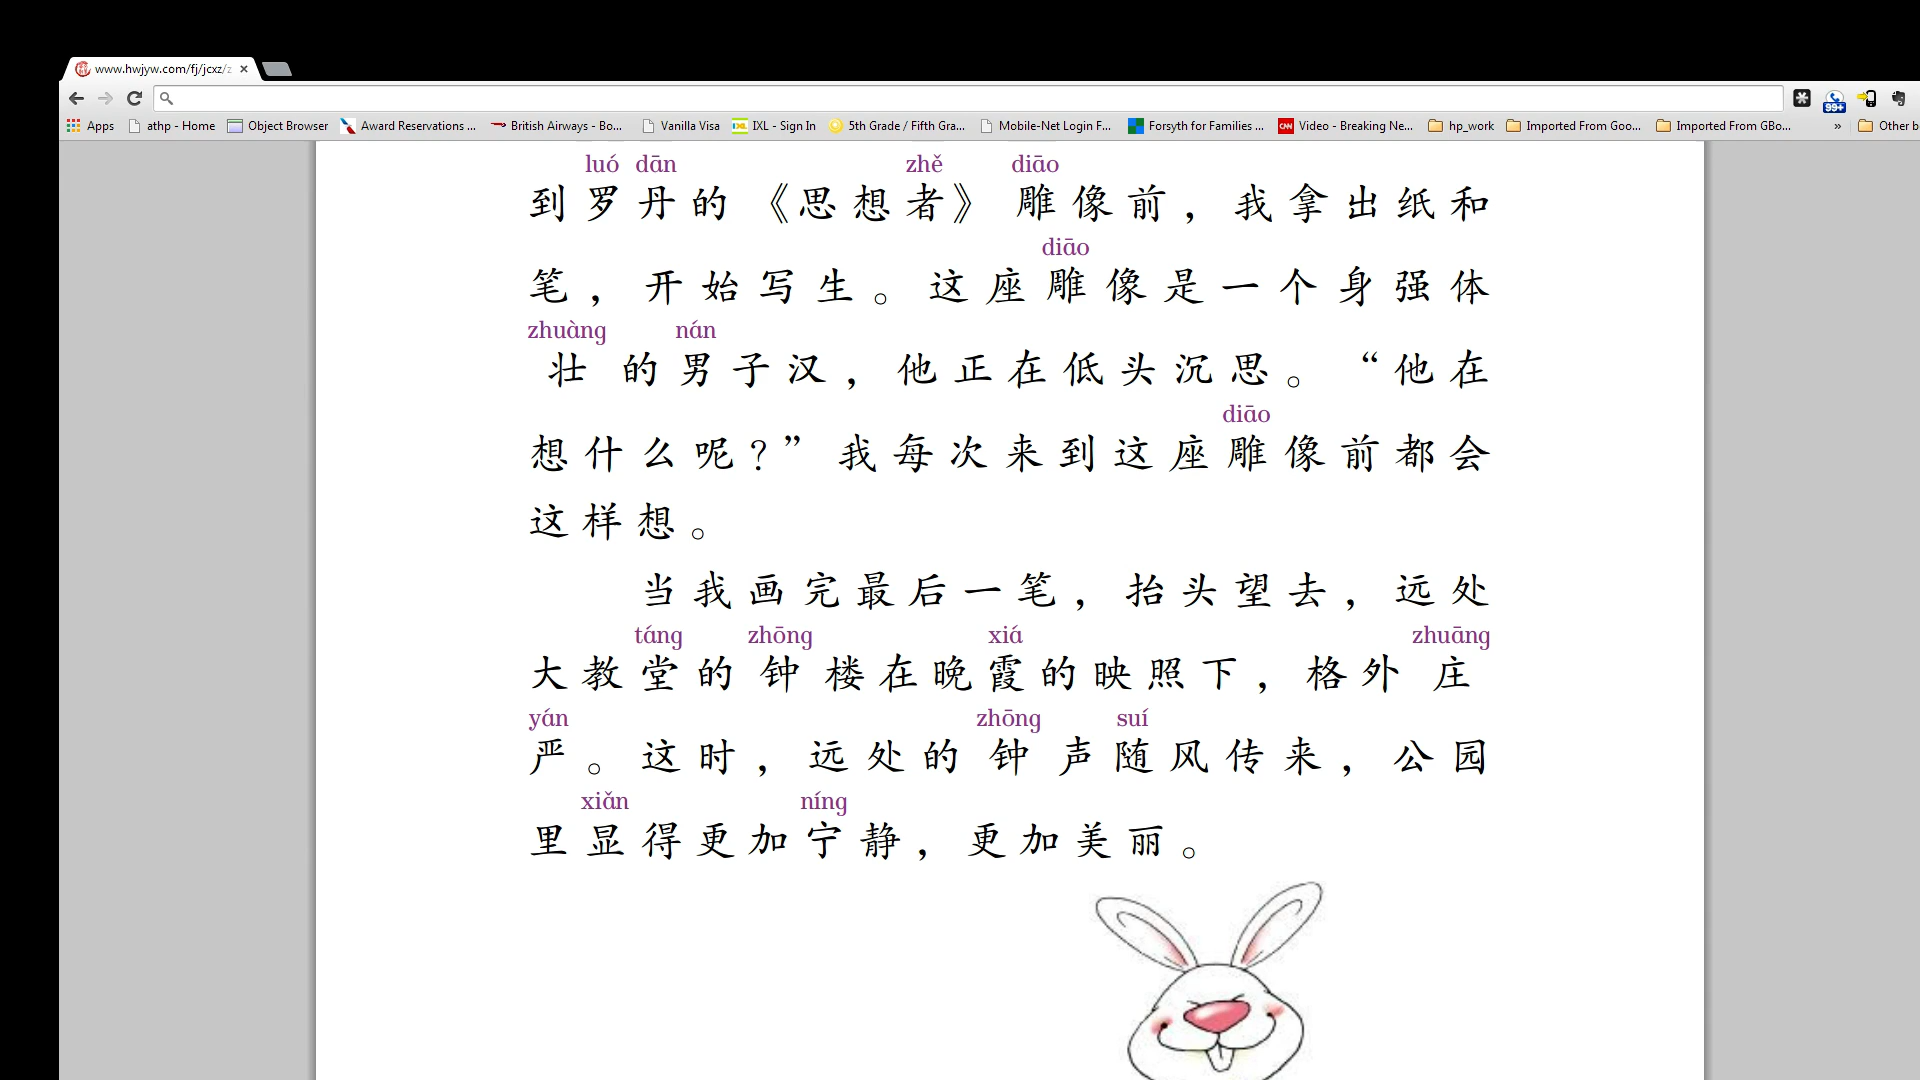 www.hwjyw.com/fj/jcxz/z
Apps athp - Home Object Browser Award Reservations ... British Airways - Bo... Vanilla Visa IXL - Sign In 5th Grade / Fifth Gra... Mobile-Net Login F... Forsyth for Families ... CNN Video - Breaking Ne... hp_work Imported From Goo... Imported From GBo... » Other b
99+
luó dān zhě diāo
到罗丹的《思想者》雕像前，我拿出纸和
diāo
笔，开始写生。这座雕像是一个身强体
zhuàng nán
壮的男子汉，他正在低头沉思。“他在
diāo
想什么呢？”我每次来到这座雕像前都会
这样想。
当我画完最后一笔，抬头望去，远处
táng zhōng xiá zhuāng
大教堂的钟楼在晚霞的映照下，格外庄
yán zhōng suí
严。这时，远处的钟声随风传来，公园
xiǎn níng
里显得更加宁静，更加美丽。